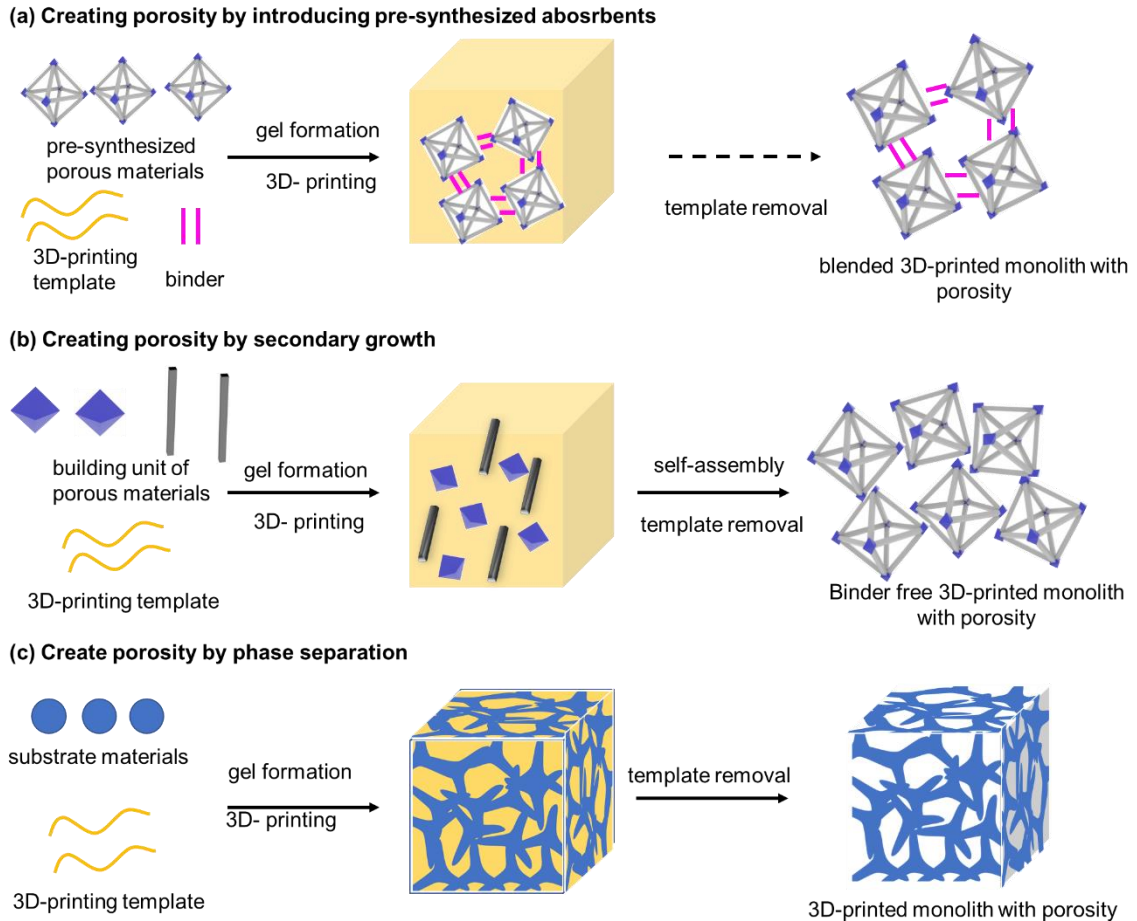 (a) Creating porosity by introducing pre-synthesized abosrbents
pre-synthesized
porous materials
3D-printing
template
binder
gel formation
3D- printing
template removal
blended 3D-printed monolith with
porosity
(b) Creating porosity by secondary growth
building unit of
porous materials
3D-printing template
gel formation
3D- printing
self-assembly
template removal
Binder free 3D-printed monolith
with porosity
(c) Create porosity by phase separation
substrate materials
3D-printing template
gel formation
3D- printing
template removal
3D-printed monolith with porosity